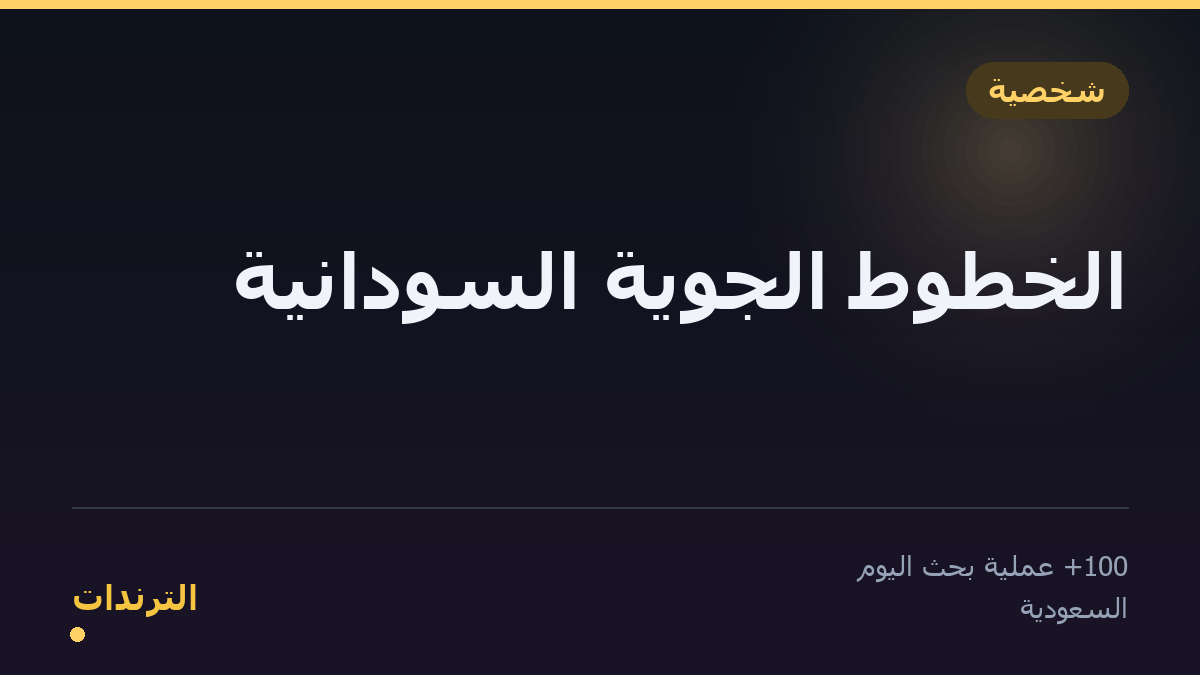 شخصية
الخطوط الجوية السودانية
100+ عملية بحث اليوم
السعودية
الترندات